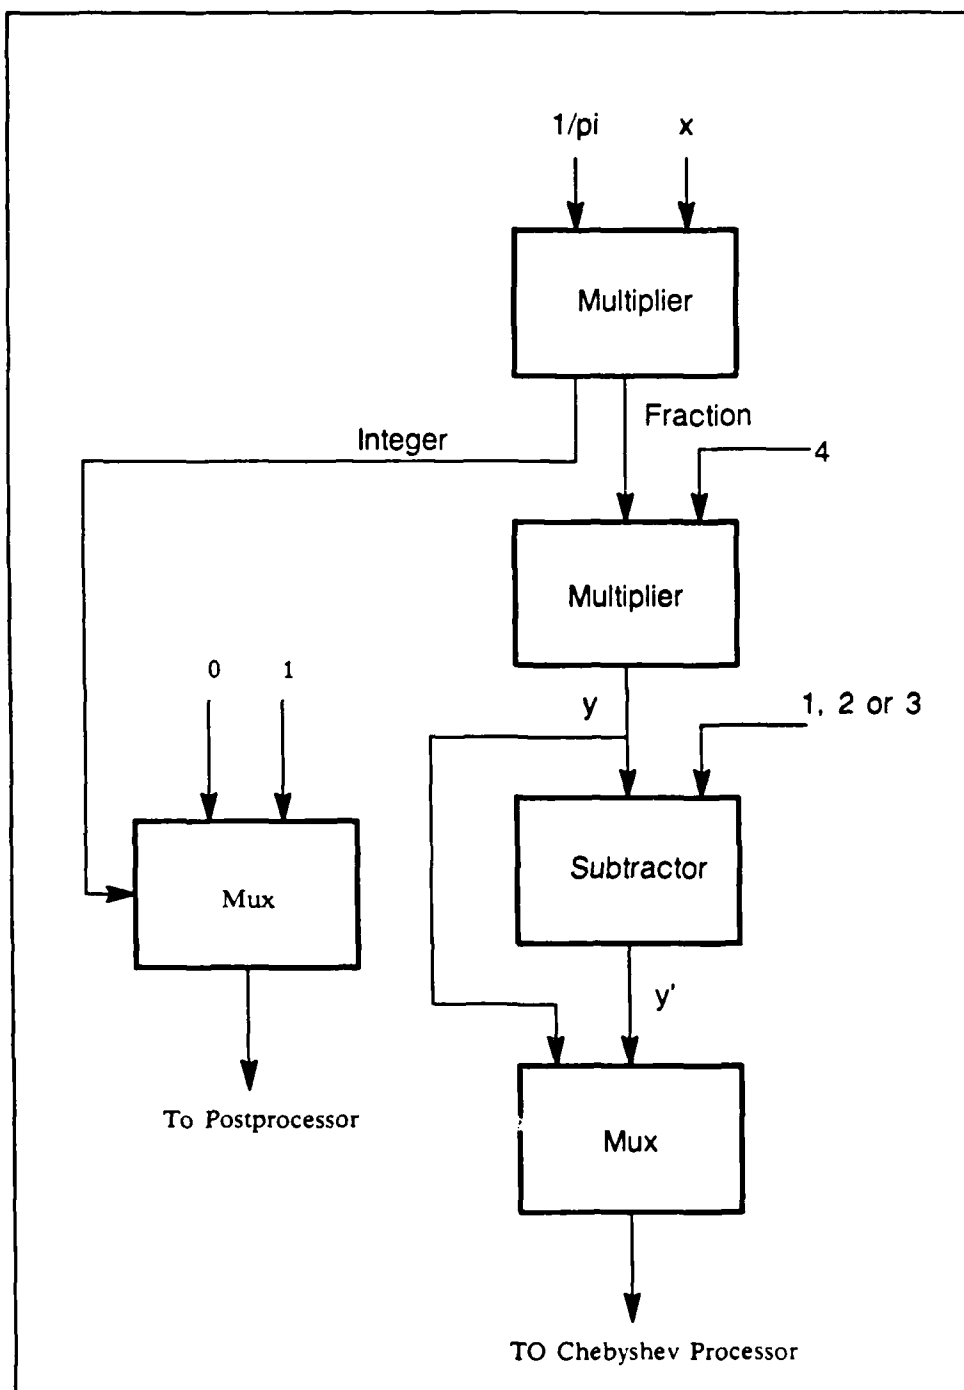 1/pi
x
Multiplier
Fraction
Integer
4
Multiplier
0
1
y
1, 2 or 3
Subtractor
Mux
y'
To Postprocessor
Mux
TO Chebyshev Processor